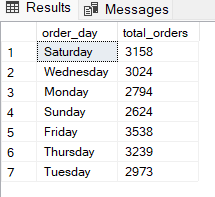 Results Messages
order_day total_orders
1 Saturday 3158
2 Wednesday 3024
3 Monday 2794
4 Sunday 2624
5 Friday 3538
6 Thursday 3239
7 Tuesday 2973